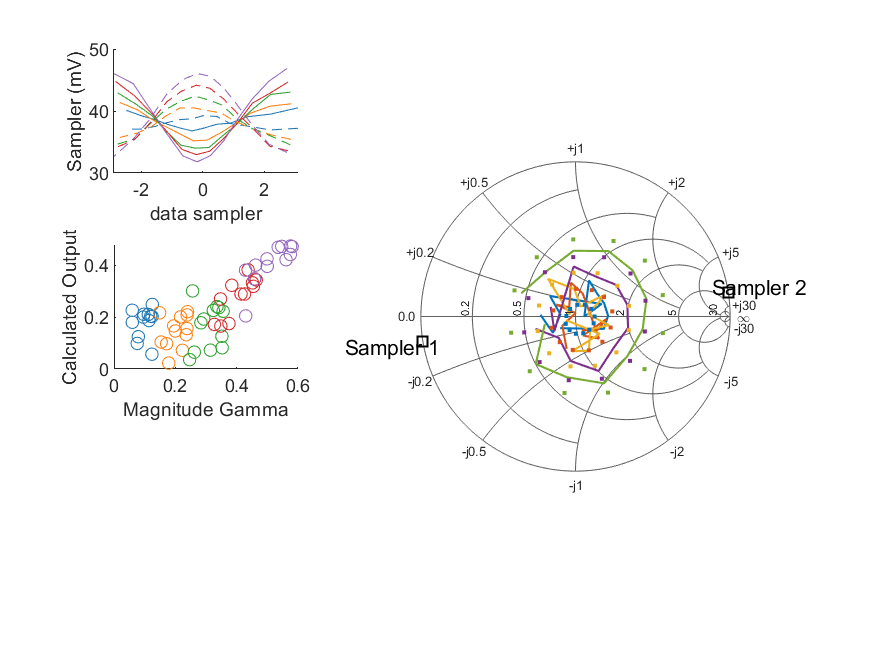 50
40
30
Sampler (mV)
-2
0
2
data sampler
0.4
0.2
0
Calculated Output
0
0.2
0.4
0.6
Magnitude Gamma
+j1
+j0.5
+j2
+j0.2
+j5
Sampler 2
+j30
0.0
0.2
0.5
1
2
5
30
∞
-j30
Sampler 1
-j0.2
-j5
-j0.5
-j2
-j1